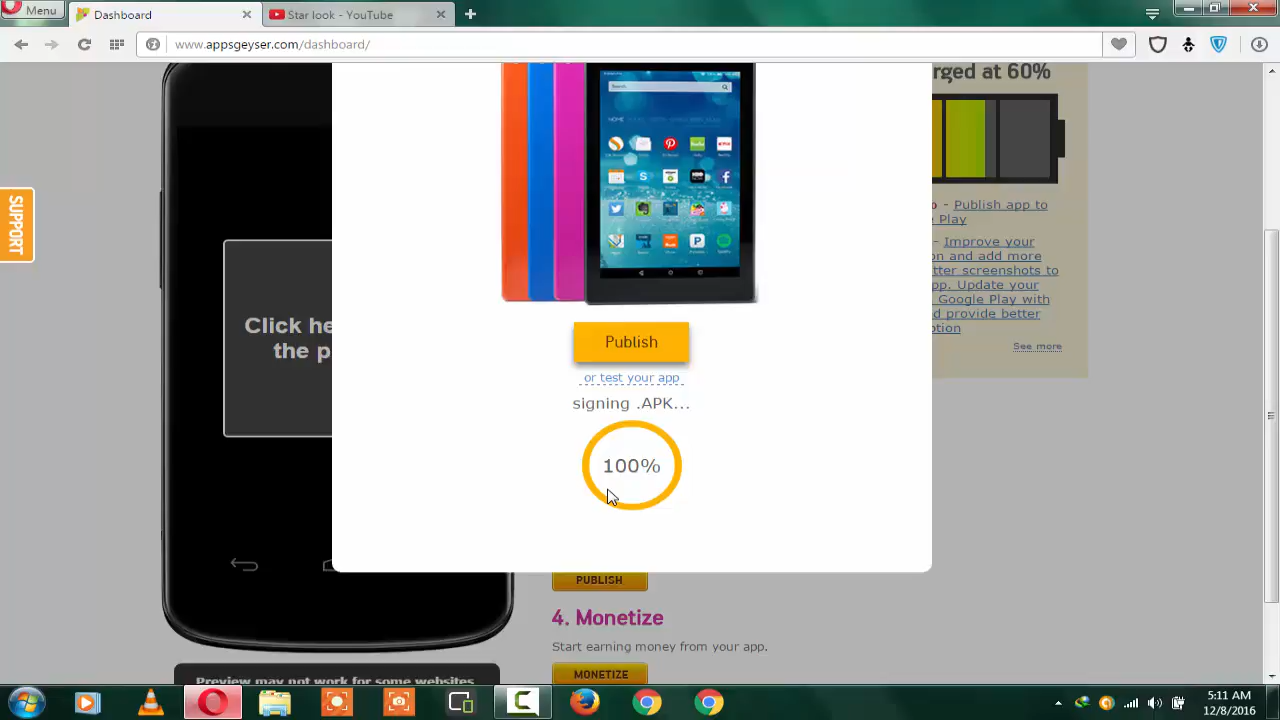 Menu
Dashboard
Star look - YouTube
www.appsgeyser.com/dashboard/
rged at 60%
- Publish app to
Play
- Improve your
on and add more
tter screenshots to
pp. Update your
Google Play with
nd provide better
ption
See more
SUPPORT
Click he
the p
Search...
HOME
Publish
or test your app
signing .APK...
100%
PUBLISH
4. Monetize
Start earning money from your app.
MONETIZE
Preview may not work for some websites
5:11 AM
12/8/2016